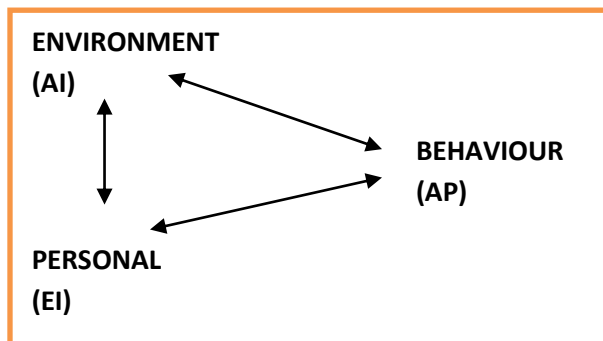 ENVIRONMENT
(AI)
BEHAVIOUR
(AP)
PERSONAL
(EI)